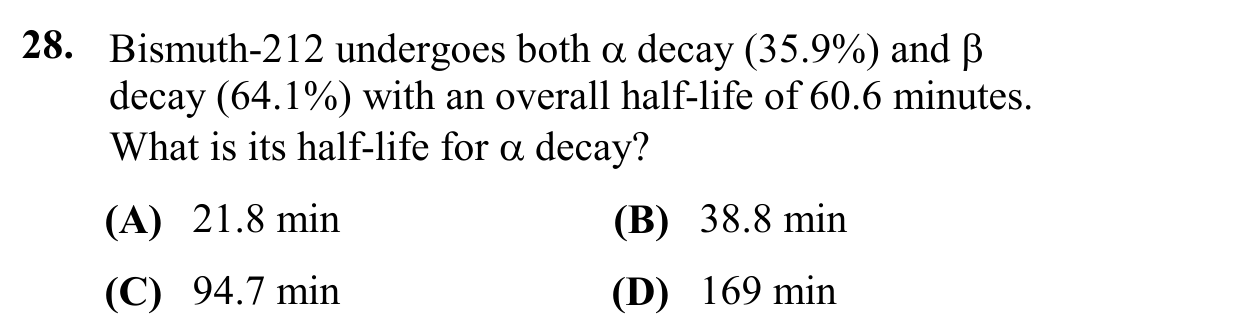 28. Bismuth-212 undergoes both α decay (35.9%) and β
decay (64.1%) with an overall half-life of 60.6 minutes.
What is its half-life for α decay?
(A) 21.8 min (B) 38.8 min
(C) 94.7 min (D) 169 min